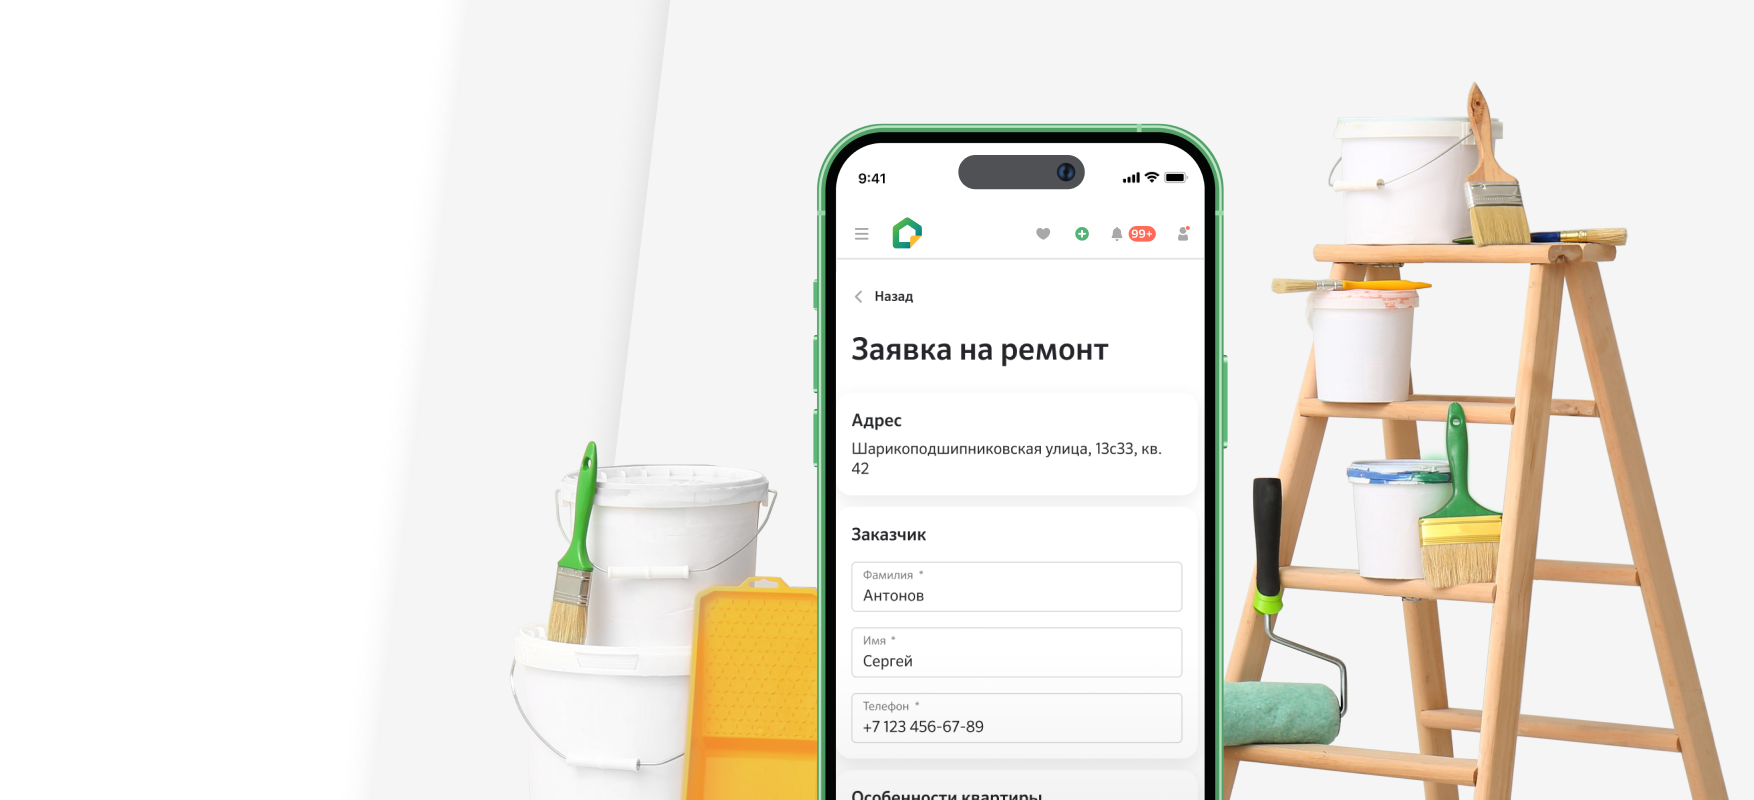 9:41
99+
Назад
Заявка на ремонт
Адрес
Шарикоподшипниковская улица, 13с33, кв.
42
Заказчик
Фамилия *
Антонов
Имя *
Сергей
Телефон *
+7 123 456-67-89
Особенности квартиры